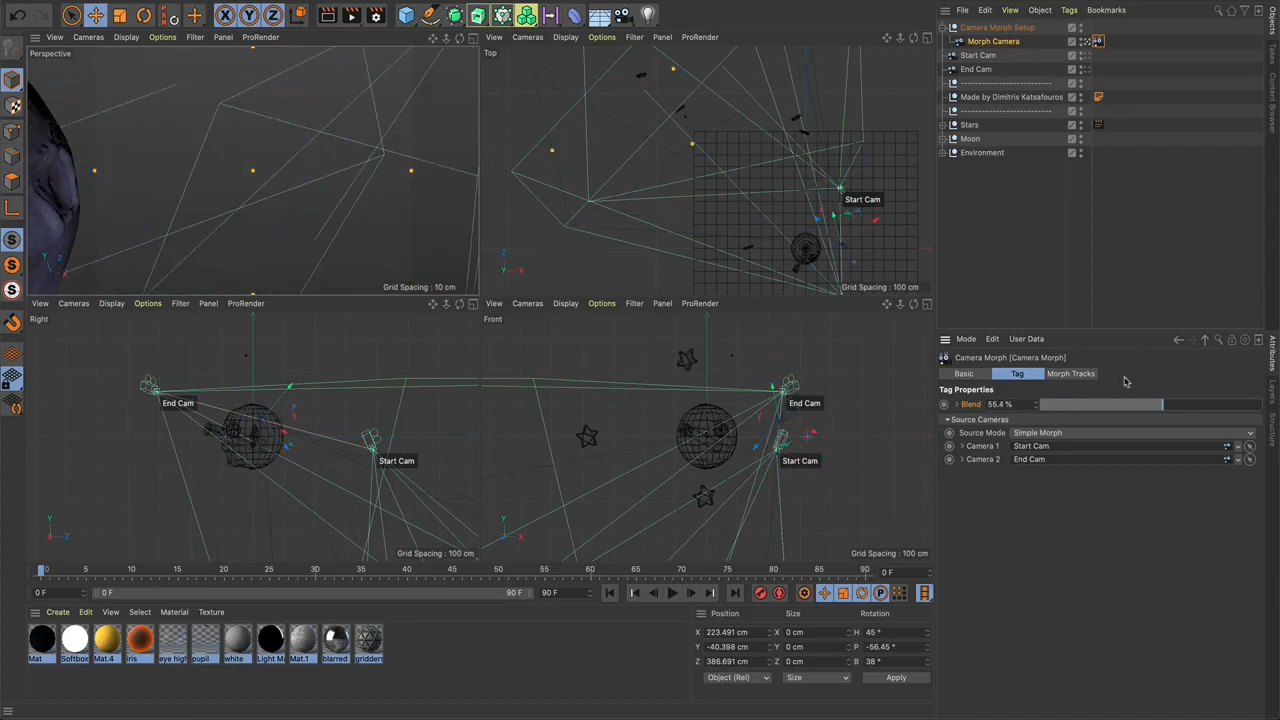 File Edit View Object Tags Bookmarks
Camera Morph Setup
Morph Camera
Start Cam
End Cam
--------------------------
Made by Dimitris Katsafouros
--------------------------
Stars
Moon
Environment
Objects
Takes
Content Browser
View Cameras Display Options Filter Panel ProRender
Perspective
Y Z X
Grid Spacing : 10 cm
View Cameras Display Options Filter Panel ProRender
Top
Start Cam
Z
Y X
Grid Spacing : 100 cm
View Cameras Display Options Filter Panel ProRender
Right
End Cam
Start Cam
Y
X Z
Grid Spacing : 100 cm
View Cameras Display Options Filter Panel ProRender
Front
End Cam
Start Cam
Y
Z X
Grid Spacing : 100 cm
Mode Edit User Data
Camera Morph [Camera Morph]
Basic Tag Morph Tracks
Tag Properties
Blend 55.4 %
Source Cameras
Source Mode Simple Morph
Camera 1 Start Cam
Camera 2 End Cam
Attributes
Layers
Structure
0 5 10 15 20 25 30 35 40 45 50 55 60 65 70 75 80 85 90 0 F
0 F 0 F 90 F 90 F
Create Edit View Select Material Texture
Mat Softbox Mat.4 iris eye high pupil white Light Ma Mat.1 blarred gridders
Position Size Rotation
X 223.491 cm X 0 cm H 45 °
Y -40.398 cm Y 0 cm P -56.45 °
Z 386.691 cm Z 0 cm B 38 °
Object (Rel) Size Apply